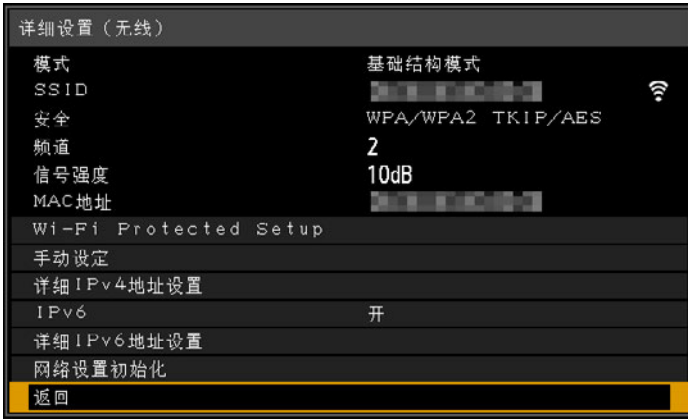 详细设置（无线）
模式 基础结构模式
SSID
安全 WPA/WPA2 TKIP/AES
频道 2
信号强度 10dB
MAC地址
Wi-Fi Protected Setup
手动设定
详细IPv4地址设置
IPv6 开
详细IPv6地址设置
网络设置初始化
返回